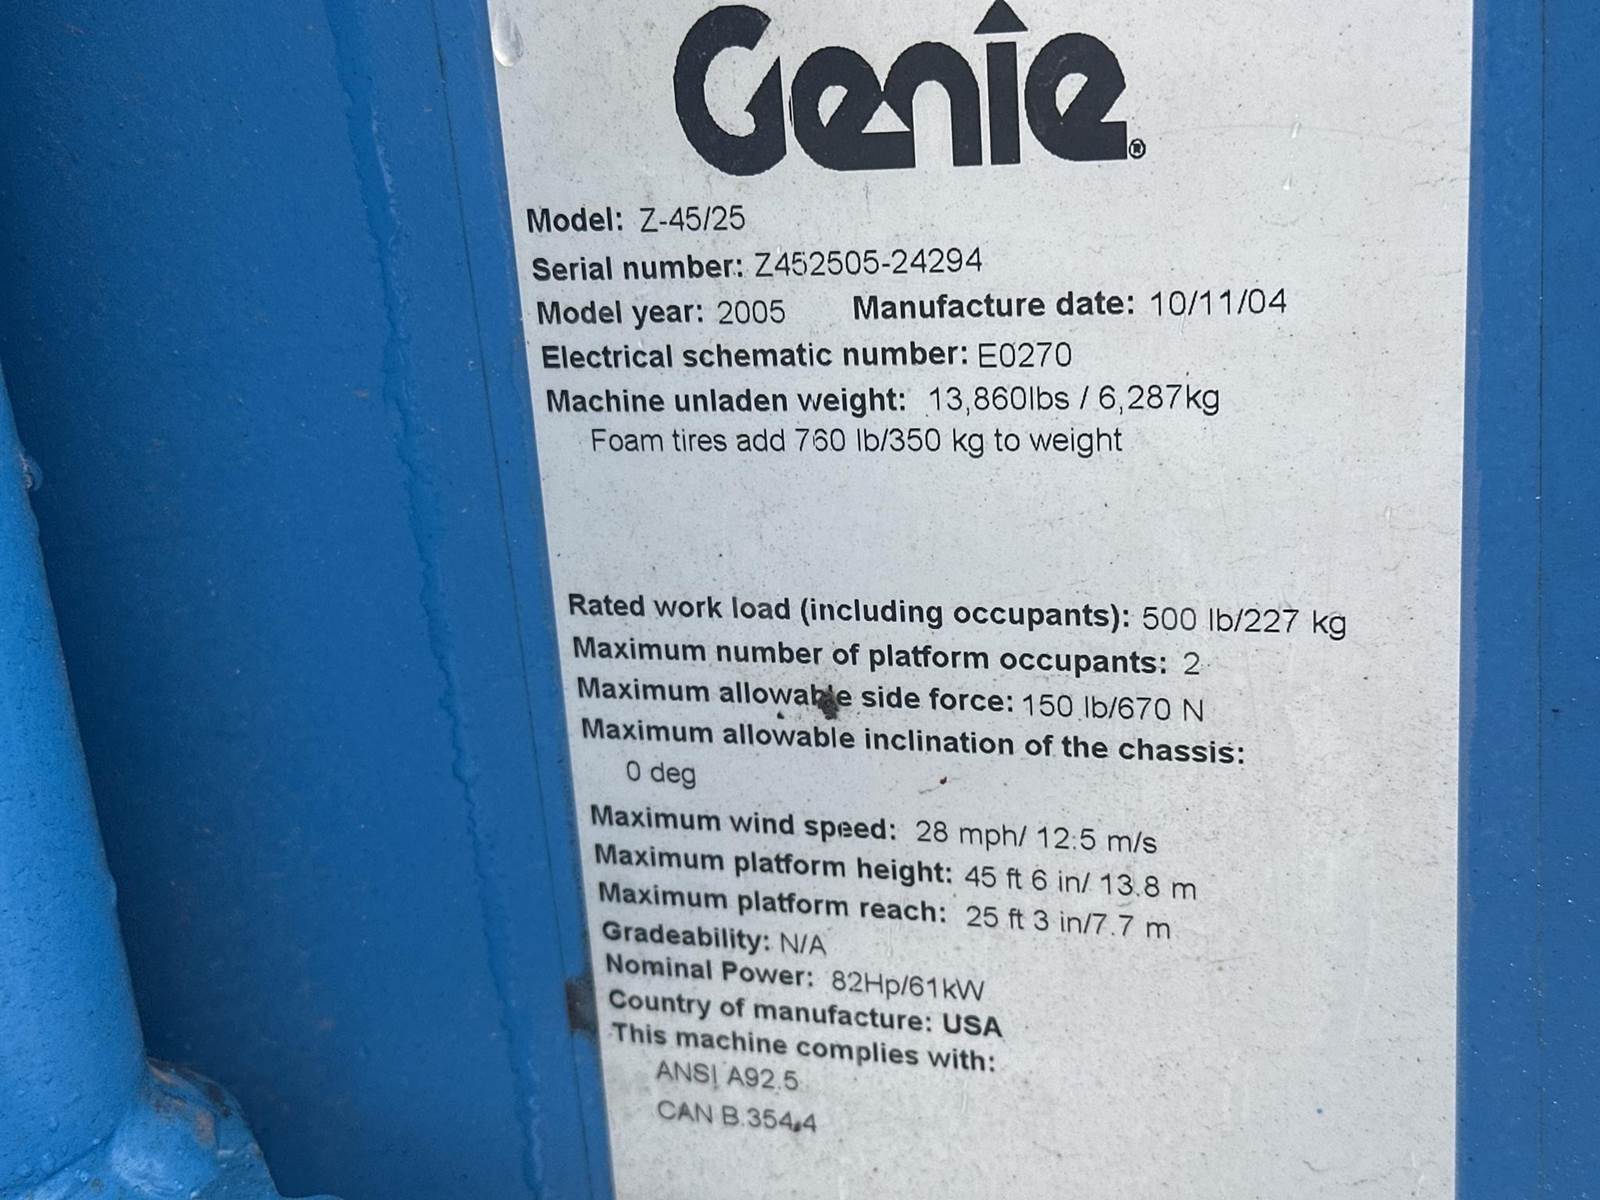 Genie®
Model: Z-45/25
Serial number: Z452505-24294
Model year: 2005 Manufacture date: 10/11/04
Electrical schematic number: E0270
Machine unladen weight: 13,860lbs / 6,287kg
Foam tires add 760 lb/350 kg to weight
Rated work load (including occupants): 500 lb/227 kg
Maximum number of platform occupants: 2
Maximum allowable side force: 150 lb/670 N
Maximum allowable inclination of the chassis:
0 deg
Maximum wind speed: 28 mph/ 12.5 m/s
Maximum platform height: 45 ft 6 in/ 13.8 m
Maximum platform reach: 25 ft 3 in/7.7 m
Gradeability: N/A
Nominal Power: 82Hp/61kW
Country of manufacture: USA
This machine complies with:
ANSI A92.5
CAN B.354.4